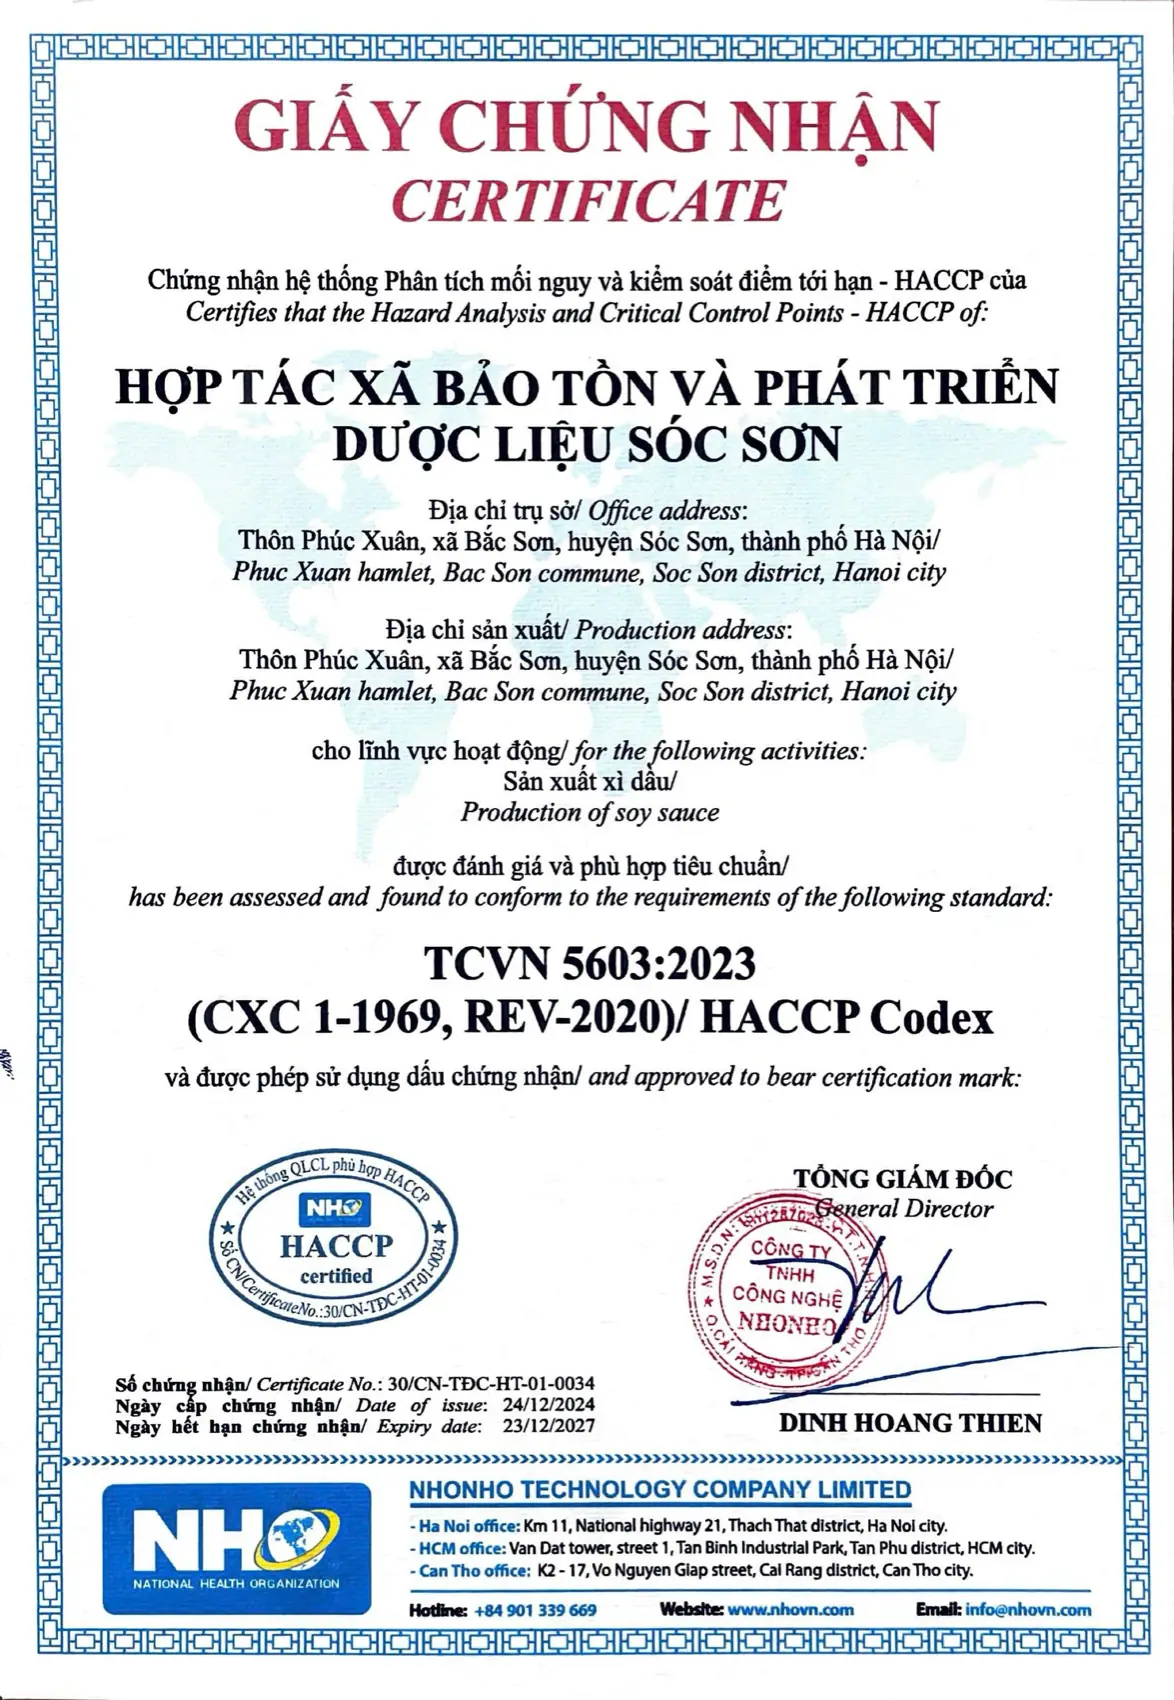 GIẤY CHỨNG NHẬN
CERTIFICATE
Chứng nhận hệ thống Phân tích mối nguy và kiểm soát điểm tới hạn - HACCP của
Certifies that the Hazard Analysis and Critical Control Points - HACCP of:
HỢP TÁC XÃ BẢO TỒN VÀ PHÁT TRIỂN
DƯỢC LIỆU SÓC SƠN
Địa chỉ trụ sở/ Office address:
Thôn Phúc Xuân, xã Bắc Sơn, huyện Sóc Sơn, thành phố Hà Nội/
Phuc Xuan hamlet, Bac Son commune, Soc Son district, Hanoi city
Địa chỉ sản xuất/ Production address:
Thôn Phúc Xuân, xã Bắc Sơn, huyện Sóc Sơn, thành phố Hà Nội/
Phuc Xuan hamlet, Bac Son commune, Soc Son district, Hanoi city
cho lĩnh vực hoạt động/ for the following activities:
Sản xuất xì dầu/
Production of soy sauce
được đánh giá và phù hợp tiêu chuẩn/
has been assessed and found to conform to the requirements of the following standard:
TCVN 5603:2023
(CXC 1-1969, REV-2020)/ HACCP Codex
và được phép sử dụng dấu chứng nhận/ and approved to bear certification mark:
Hệ thống QLCL phù hợp HACCP
NHO
HACCP
certified
Số CN/CertificateNo.:30/CN-TĐC-HT-01-0034
TỔNG GIÁM ĐỐC
General Director
CÔNG TY
TNHH
CÔNG NGHỆ
NHONHO
Q.CÁI RĂNG-TP.CẦN THƠ
DINH HOANG THIEN
Số chứng nhận/ Certificate No.: 30/CN-TĐC-HT-01-0034
Ngày cấp chứng nhận/ Date of issue: 24/12/2024
Ngày hết hạn chứng nhận/ Expiry date: 23/12/2027
NHO
NATIONAL HEALTH ORGANIZATION
NHONHO TECHNOLOGY COMPANY LIMITED
- Ha Noi office: Km 11, National highway 21, Thach That district, Ha Noi city.
- HCM office: Van Dat tower, street 1, Tan Binh Industrial Park, Tan Phu district, HCM city.
- Can Tho office: K2 - 17, Vo Nguyen Giap street, Cai Rang district, Can Tho city.
Hotline: +84 901 339 669 Website: www.nhovn.com Email: info@nhovn.com